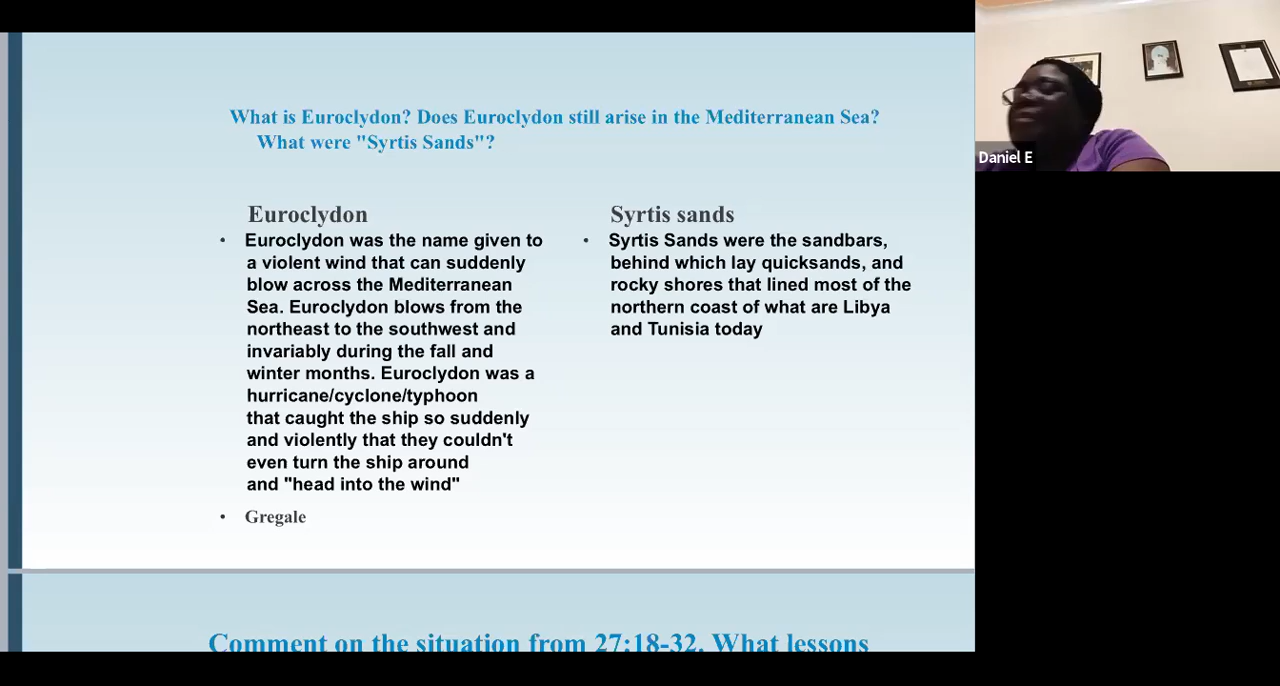 What is Euroclydon? Does Euroclydon still arise in the Mediterranean Sea?
What were "Syrtis Sands"?
Euroclydon
• Euroclydon was the name given to
a violent wind that can suddenly
blow across the Mediterranean
Sea. Euroclydon blows from the
northeast to the southwest and
invariably during the fall and
winter months. Euroclydon was a
hurricane/cyclone/typhoon
that caught the ship so suddenly
and violently that they couldn't
even turn the ship around
and "head into the wind"
• Gregale
Syrtis sands
• Syrtis Sands were the sandbars,
behind which lay quicksands, and
rocky shores that lined most of the
northern coast of what are Libya
and Tunisia today
Comment on the situation from 27:18-32. What lessons
Daniel E